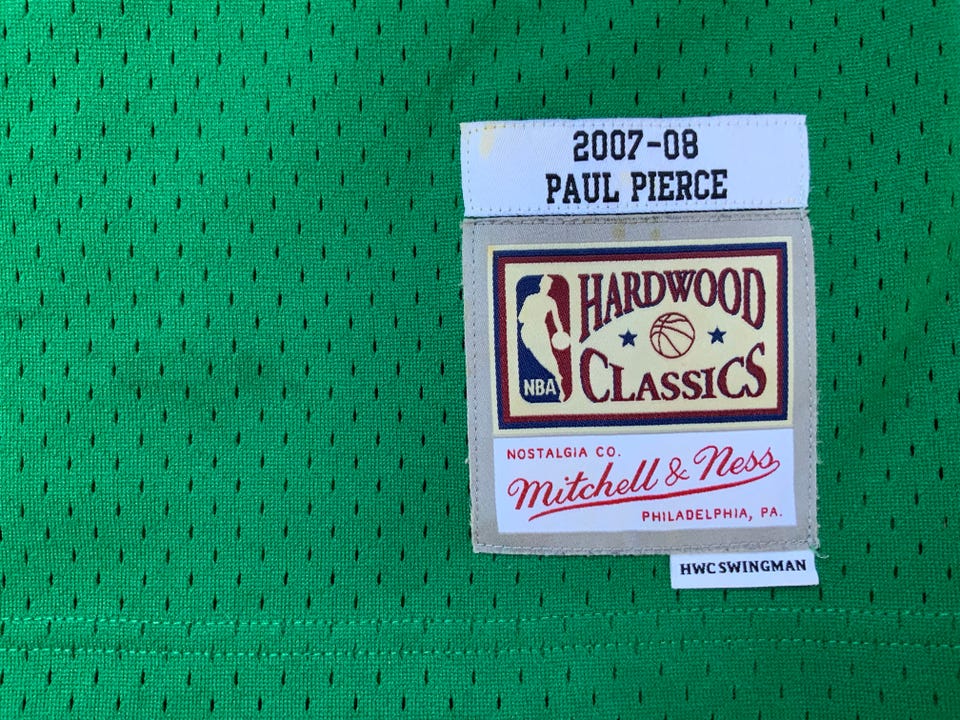 2007-08
PAUL PIERCE
HARDWOOD
CLASSICS
NBA
NOSTALGIA CO.
Mitchell & Ness
PHILADELPHIA, PA.
HWC SWINGMAN